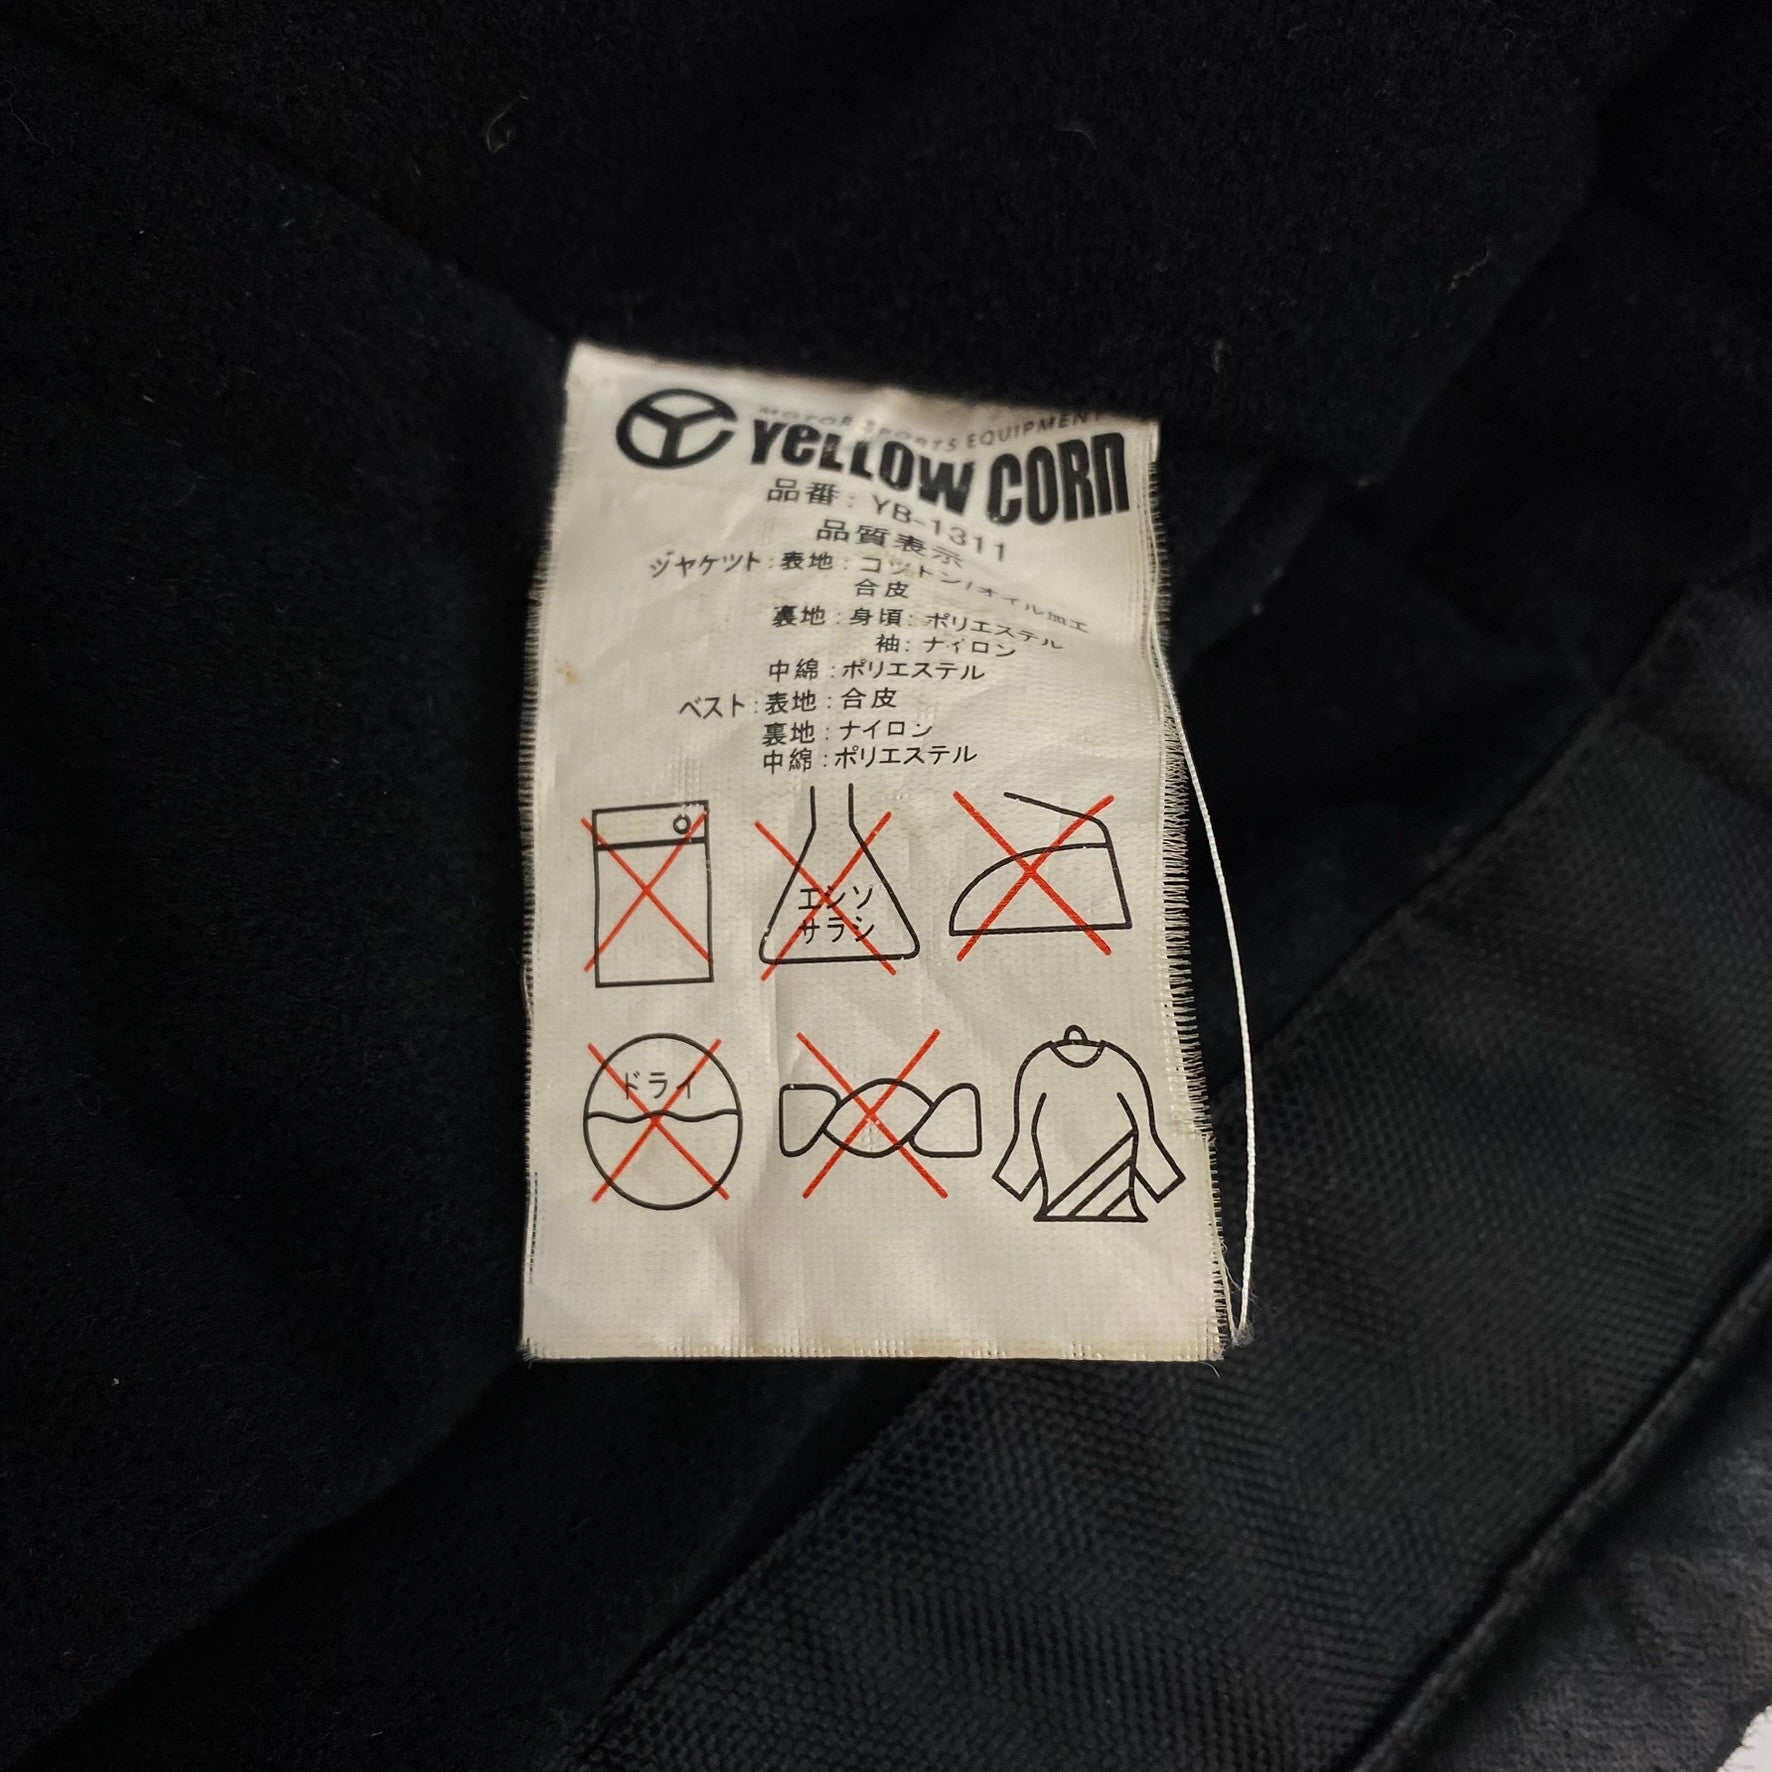 MOTOR SPORTS EQUIPMENT
YeLLOW CORn
品番: YB-1311
品質表示
ジャケット:表地:コットン/オイル加工
合皮
裏地:身頃:ポリエステル
袖:ナイロン
中綿:ポリエステル
ベスト:表地:合皮
裏地:ナイロン
中綿:ポリエステル
エンソ
サラシ
ドライ